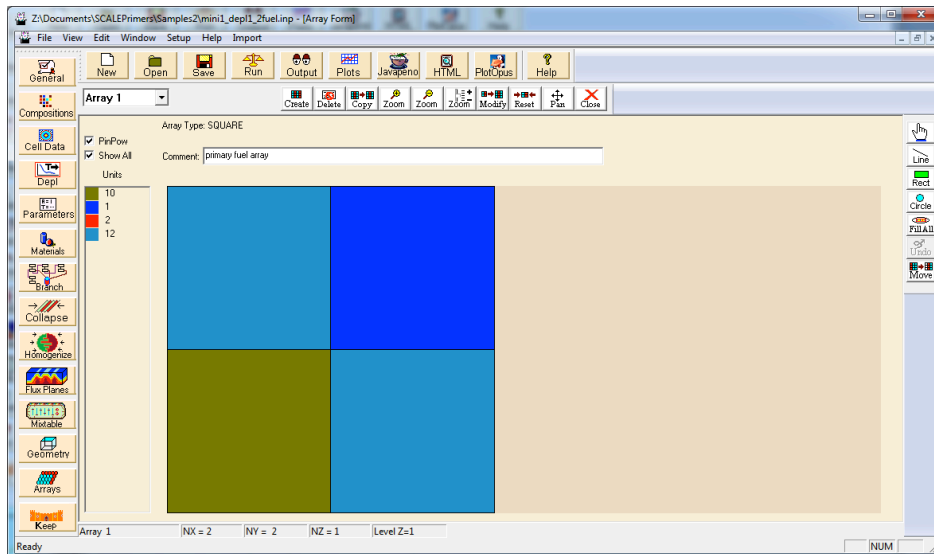 Z:\Documents\SCALEPrimers\Samples2\mini1_depl1_2fuel.inp - [Array Form]
File View Edit Window Setup Help Import
General
New Open Save Run Output Plots Javapeno HTML PlotOpus Help
Array 1
Create Delete Copy Zoom Zoom Zoom Modify Reset Pan Close
Compositions
Array Type: SQUARE
PinPow
Cell Data
Show All Comment: primary fuel array
Line
Units
Depl
Rect
10
1
2
12
Parameters
Circle
Fill All
Materials
Undo
Branch
Move
Collapse
Homogenize
Flux Planes
Mixtable
Geometry
Arrays
Keep
Array 1 NX = 2 NY = 2 NZ = 1 Level Z=1
Ready NUM